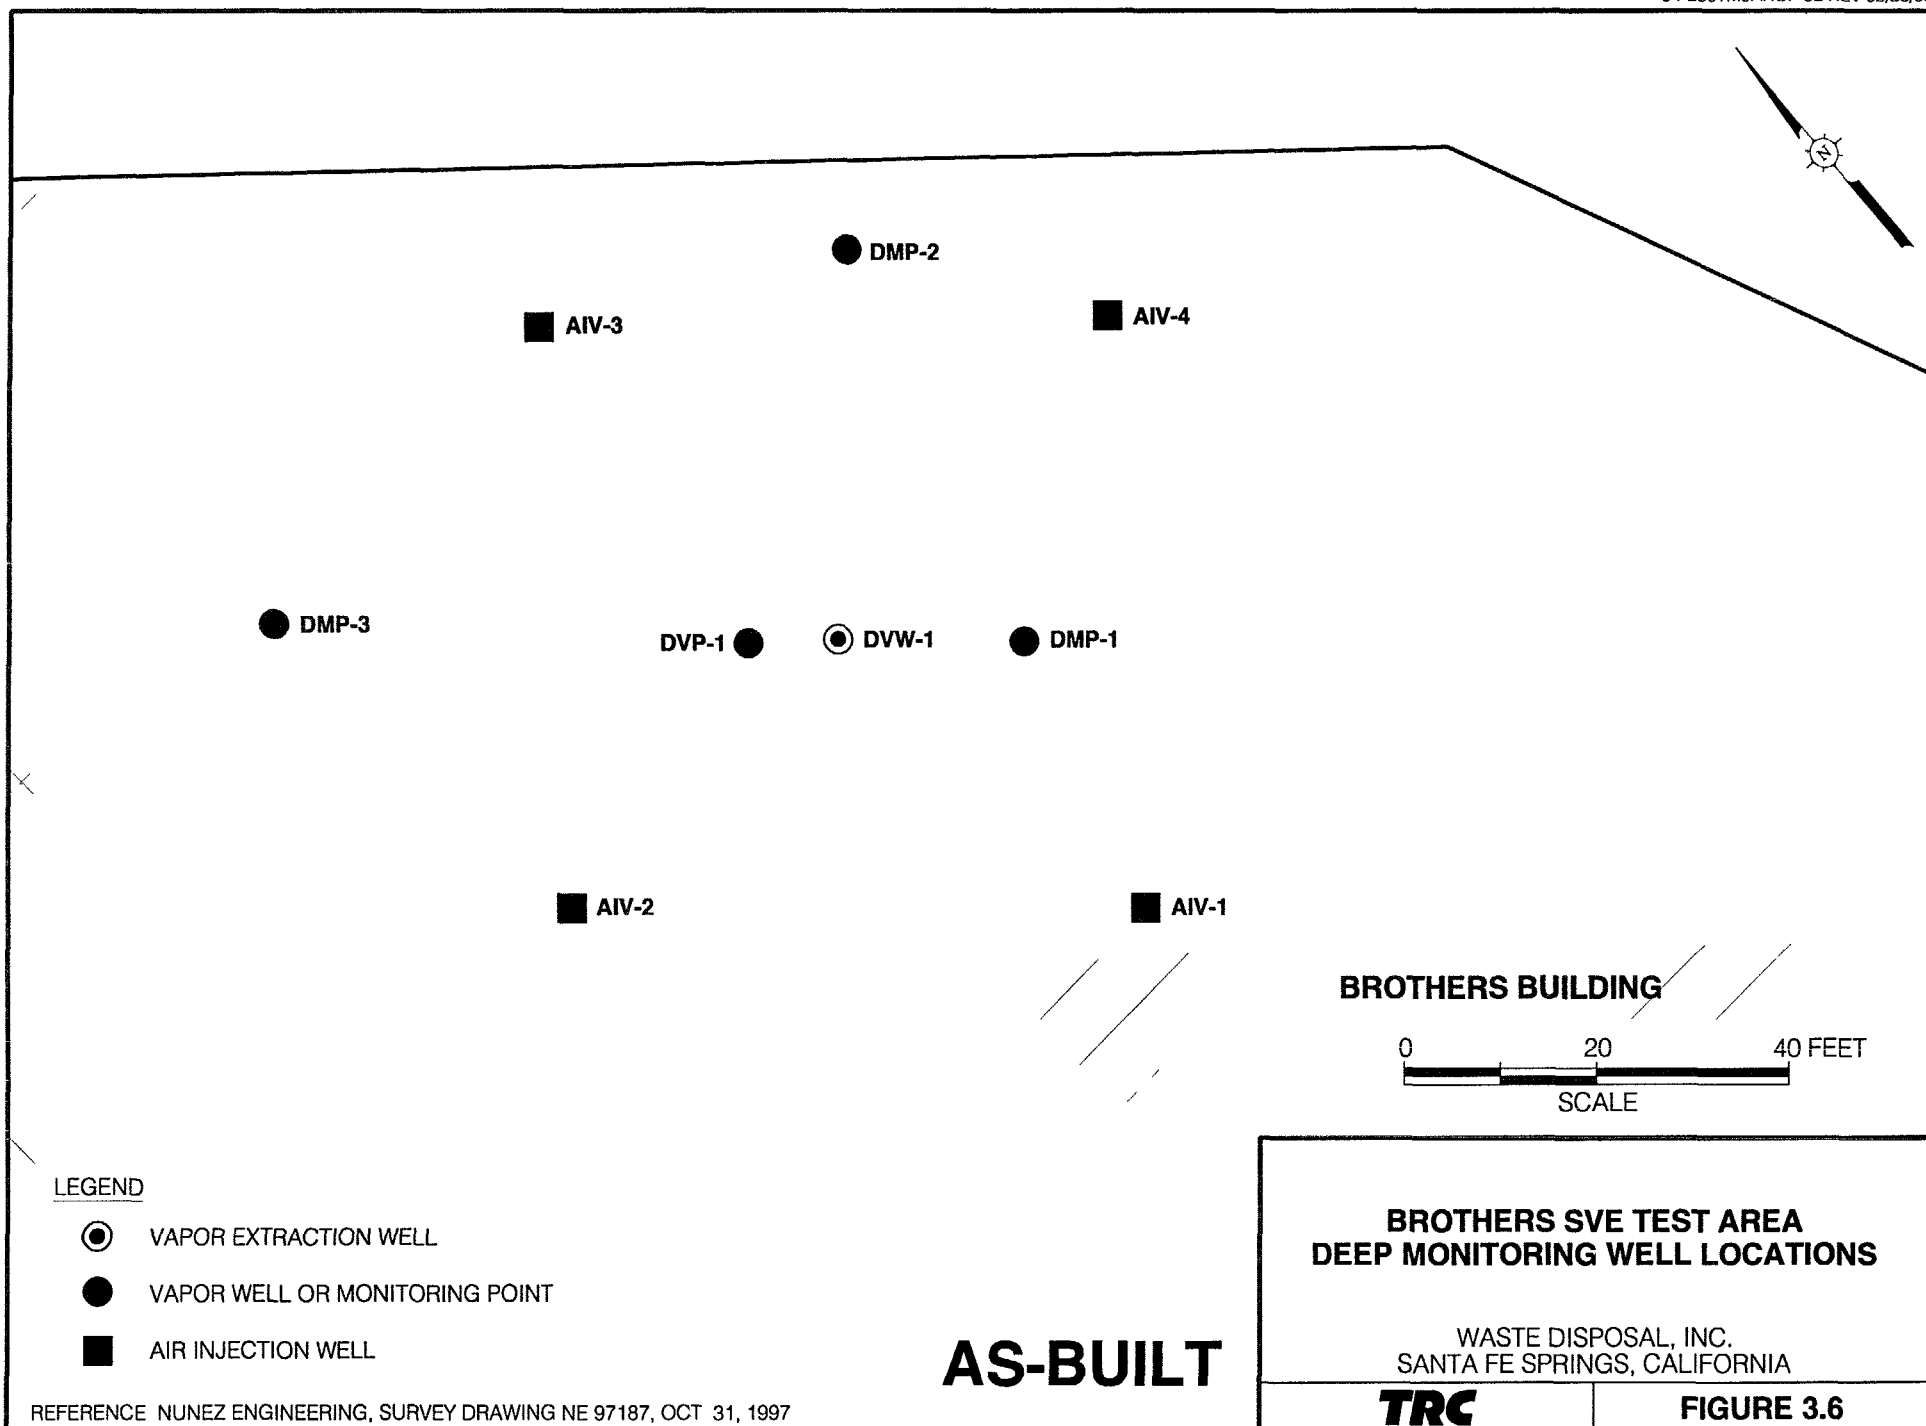 N
DMP-2
AIV-3
AIV-4
DMP-3
DVP-1
DVW-1
DMP-1
AIV-2
AIV-1
BROTHERS BUILDING
0 20 40 FEET
SCALE
LEGEND
VAPOR EXTRACTION WELL
VAPOR WELL OR MONITORING POINT
AIR INJECTION WELL
REFERENCE NUNEZ ENGINEERING, SURVEY DRAWING NE 97187, OCT 31, 1997
AS-BUILT
BROTHERS SVE TEST AREA
DEEP MONITORING WELL LOCATIONS
WASTE DISPOSAL, INC.
SANTA FE SPRINGS, CALIFORNIA
TRC
FIGURE 3.6